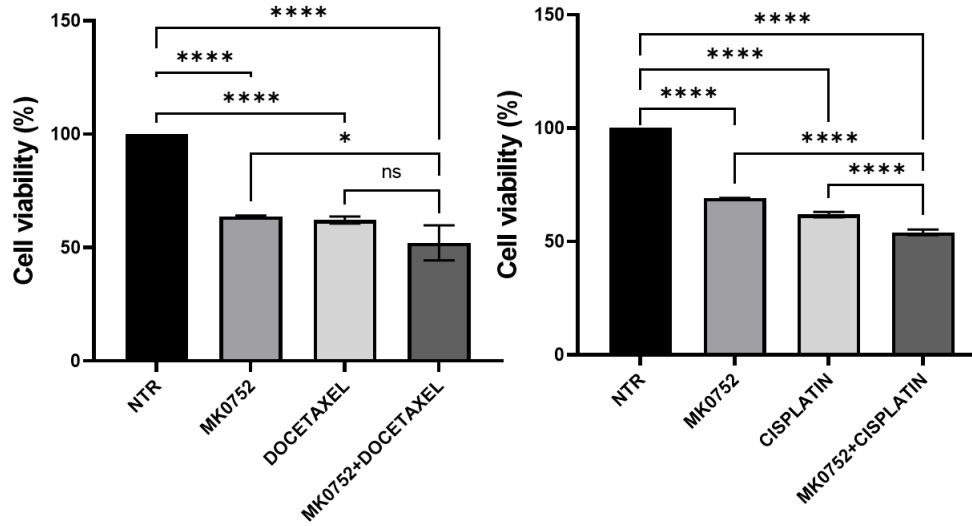 Cell viability (%)
150
100
50
0
****
****
****
*
ns
NTR
MK0752
DOCETAXEL
MK0752+DOCETAXEL
Cell viability (%)
150
100
50
0
****
****
****
****
****
NTR
MK0752
CISPLATIN
MK0752+CISPLATIN